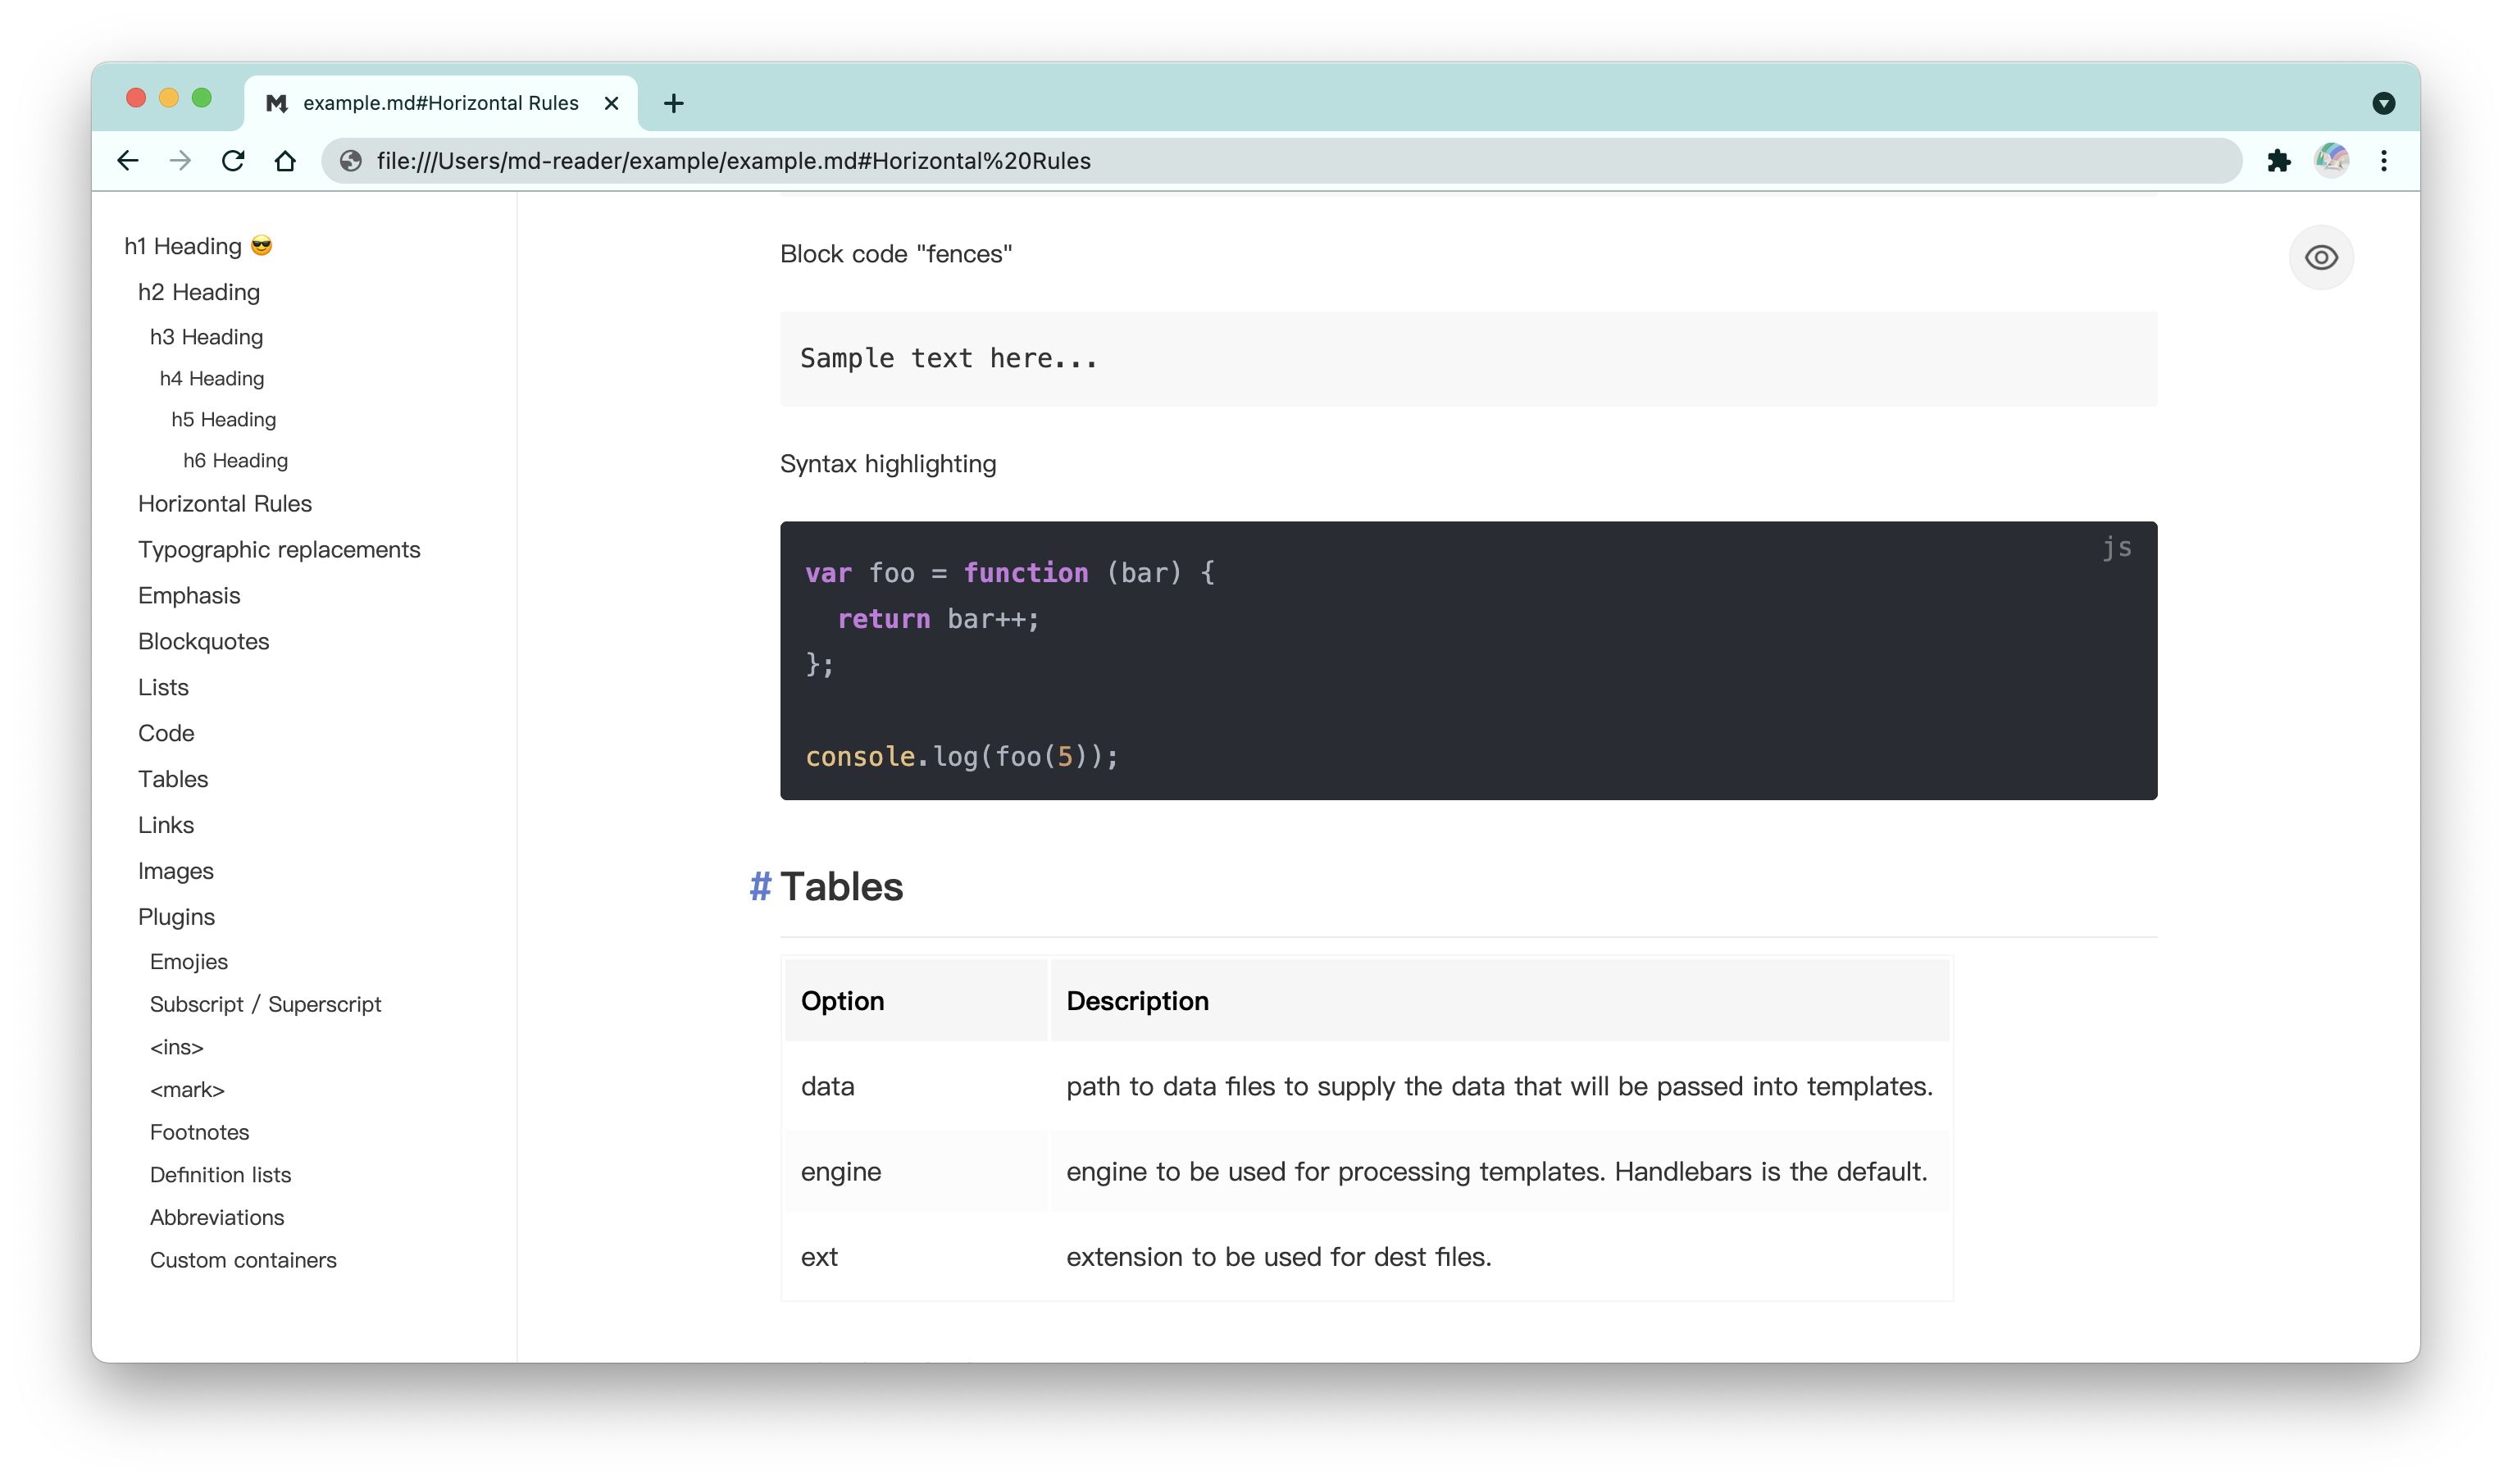 example.md#Horizontal Rules
file:///Users/md-reader/example/example.md#Horizontal%20Rules
h1 Heading 😎
h2 Heading
h3 Heading
h4 Heading
h5 Heading
h6 Heading
Horizontal Rules
Typographic replacements
Emphasis
Blockquotes
Lists
Code
Tables
Links
Images
Plugins
Emojies
Subscript / Superscript
<ins>
<mark>
Footnotes
Definition lists
Abbreviations
Custom containers
Block code "fences"
Sample text here...
Syntax highlighting
js
var foo = function (bar) {
  return bar++;
};
console.log(foo(5));
# Tables
Option Description
data path to data files to supply the data that will be passed into templates.
engine engine to be used for processing templates. Handlebars is the default.
ext extension to be used for dest files.